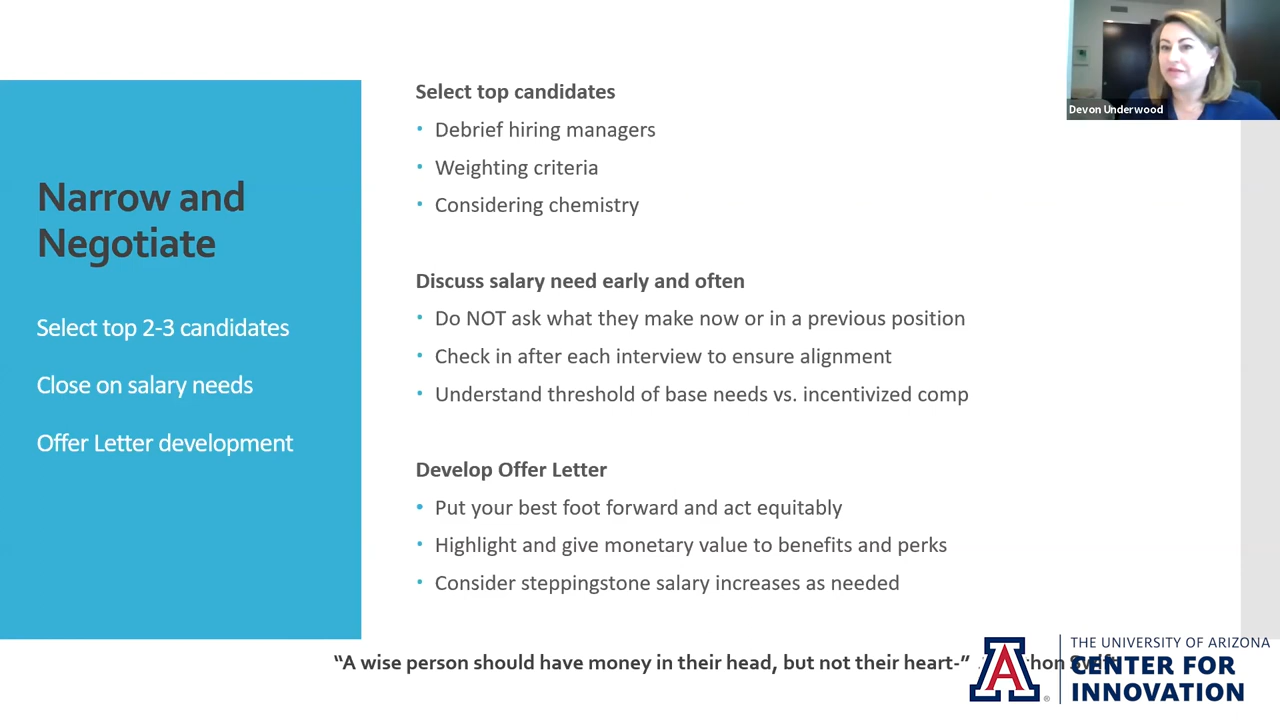 Devon Underwood
Narrow and
Negotiate
Select top 2-3 candidates
Close on salary needs
Offer Letter development
Select top candidates
• Debrief hiring managers
• Weighting criteria
• Considering chemistry
Discuss salary need early and often
• Do NOT ask what they make now or in a previous position
• Check in after each interview to ensure alignment
• Understand threshold of base needs vs. incentivized comp
Develop Offer Letter
• Put your best foot forward and act equitably
• Highlight and give monetary value to benefits and perks
• Consider steppingstone salary increases as needed
“A wise person should have money in their head, but not their heart-”
A
THE UNIVERSITY OF ARIZONA
CENTER FOR
INNOVATION